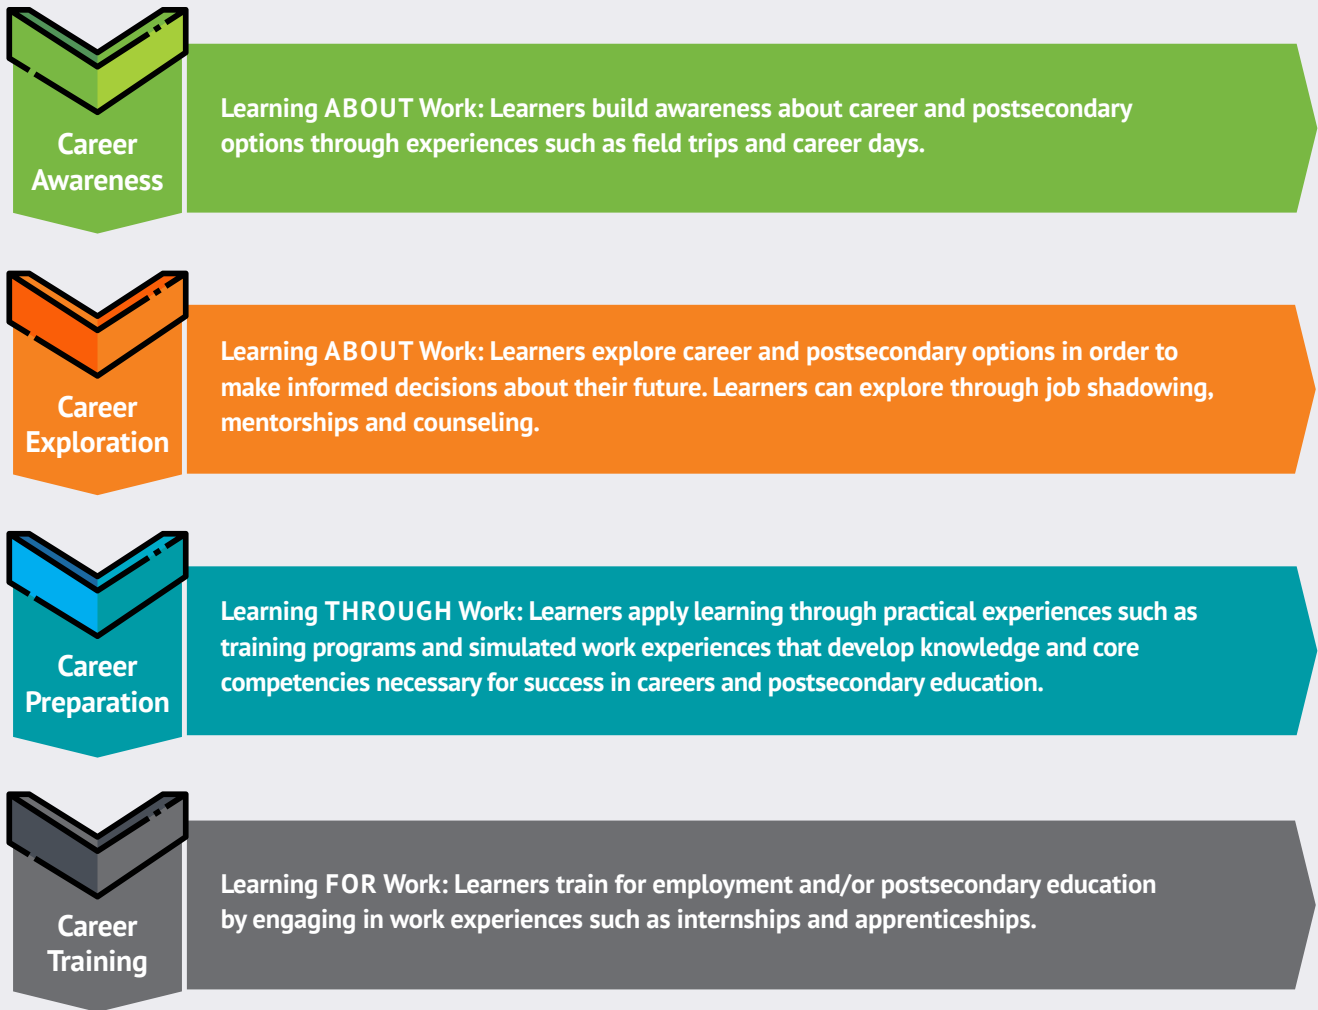 Career
Awareness
Learning ABOUT Work: Learners build awareness about career and postsecondary
options through experiences such as field trips and career days.
Career
Exploration
Learning ABOUT Work: Learners explore career and postsecondary options in order to
make informed decisions about their future. Learners can explore through job shadowing,
mentorships and counseling.
Career
Preparation
Learning THROUGH Work: Learners apply learning through practical experiences such as
training programs and simulated work experiences that develop knowledge and core
competencies necessary for success in careers and postsecondary education.
Career
Training
Learning FOR Work: Learners train for employment and/or postsecondary education
by engaging in work experiences such as internships and apprenticeships.